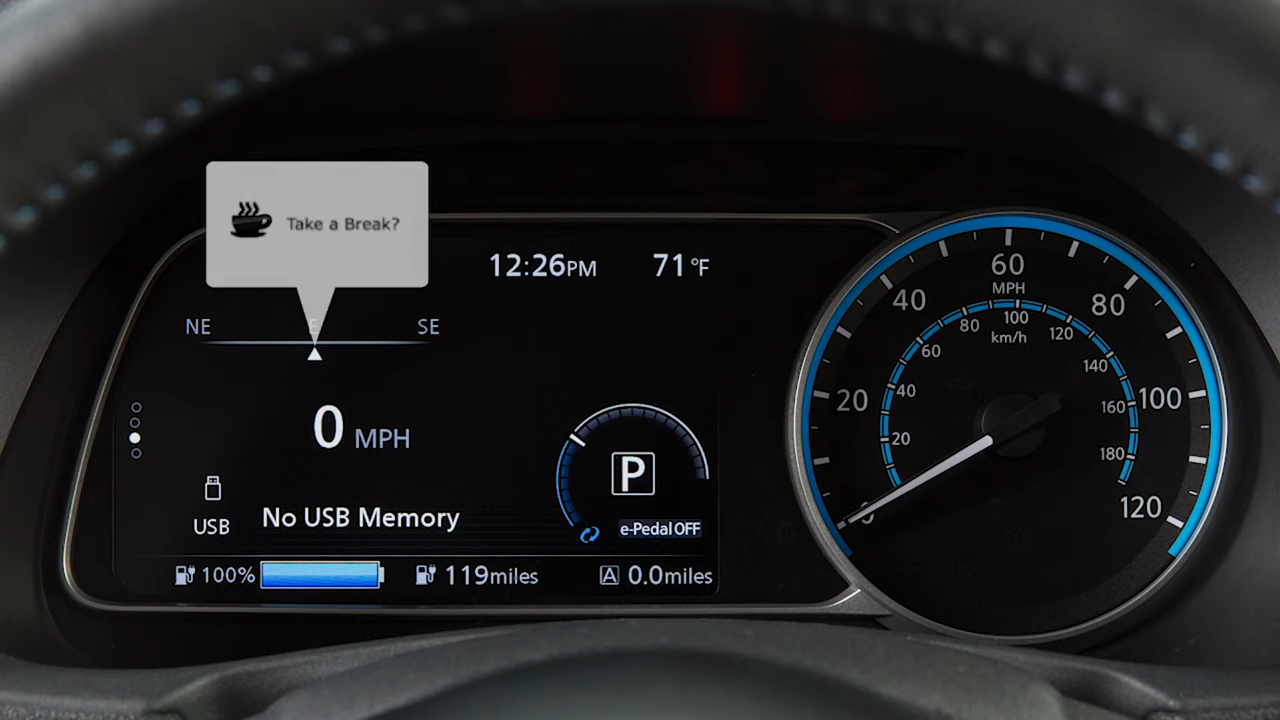 Take a Break?
12:26PM 71°F
NE E SE
0 MPH
P
USB No USB Memory
e-Pedal OFF
100% 119miles A 0.0miles
0 20 40 60 80 100 120
MPH
20 40 60 80 100 120 140 160 180
km/h